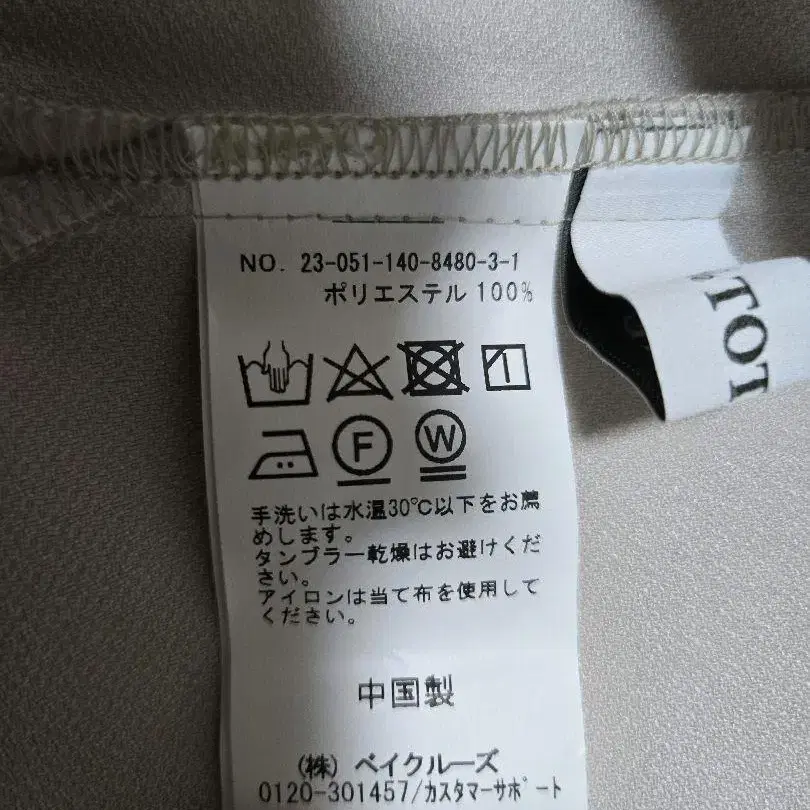 NO. 23-051-140-8480-3-1
ポリエステル 100%
F
W
手洗いは水温30℃以下をお薦
めします。
タンブラー乾燥はお避けくだ
さい。
アイロンは当て布を使用して
ください。
中国製
(株) ベイクルーズ
0120-301457/カスタマーサポート